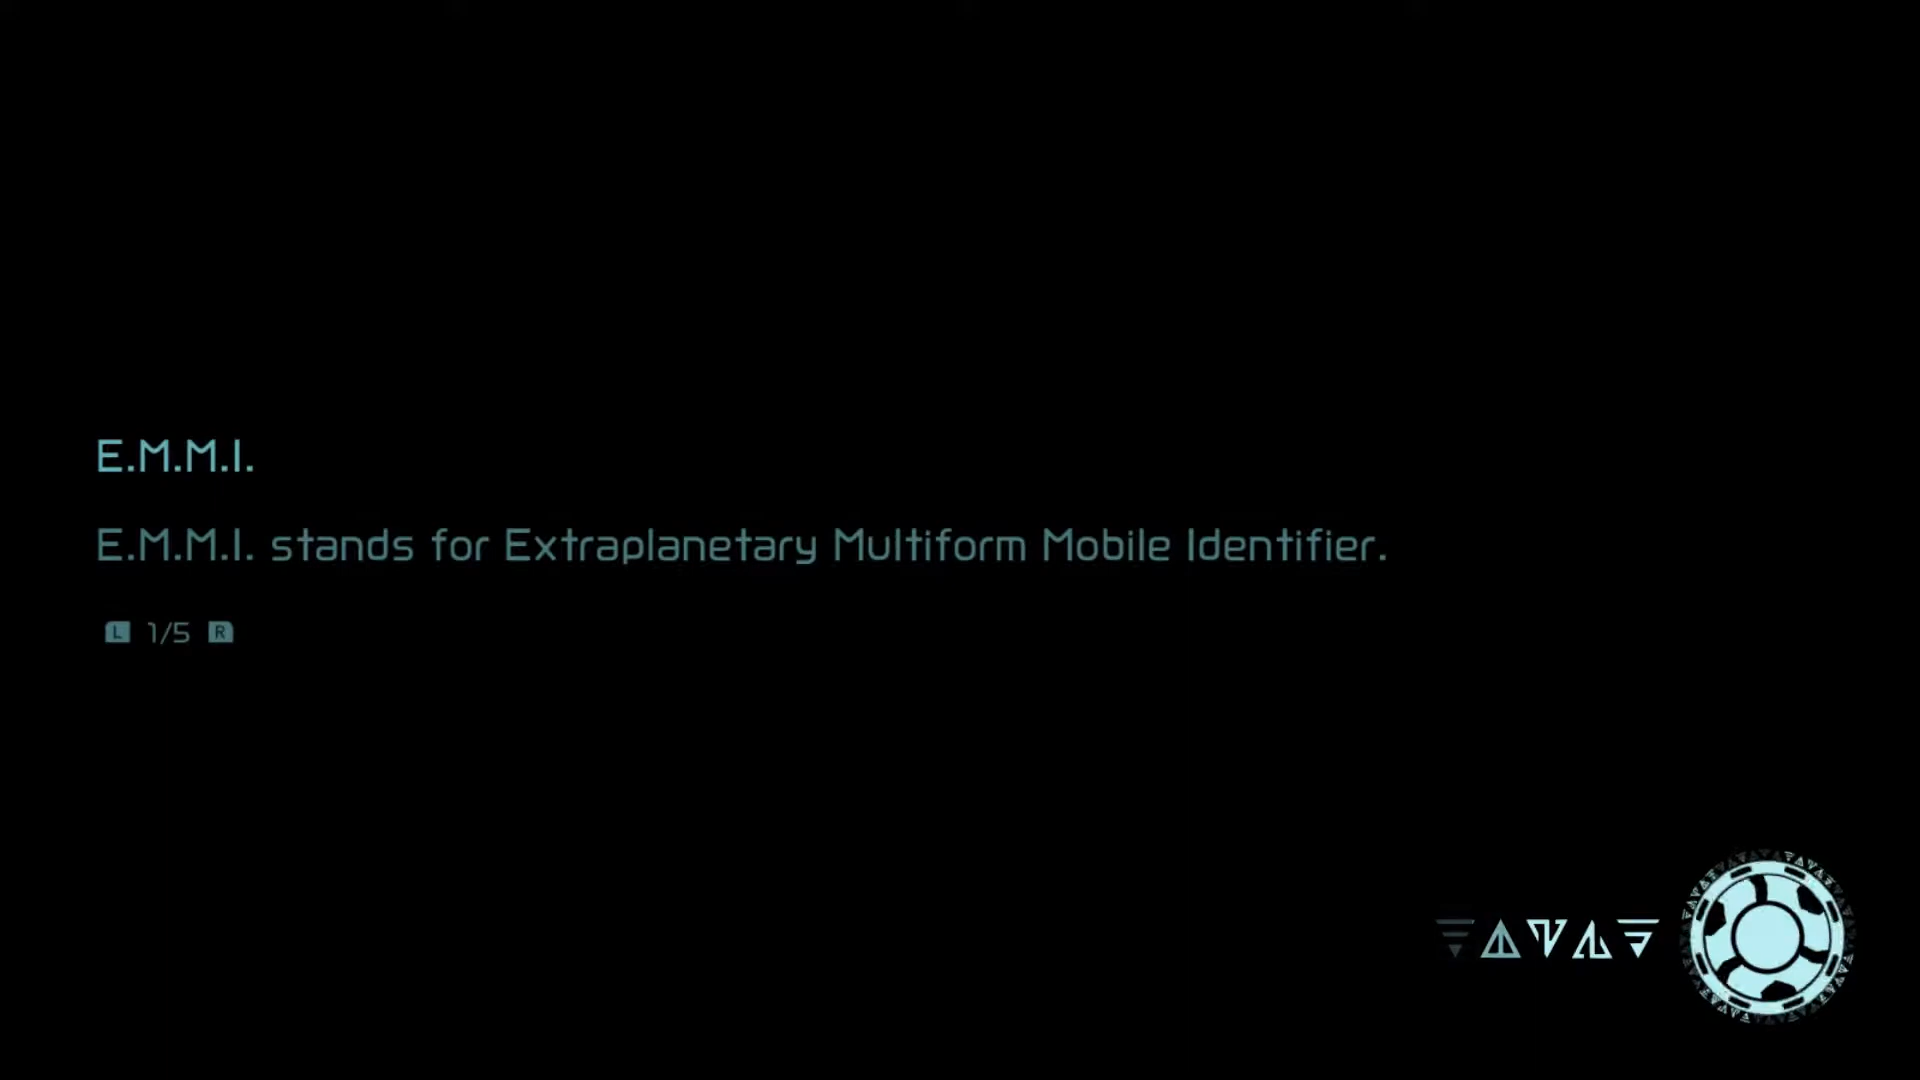 E.M.M.I.
E.M.M.I. stands for Extraplanetary Multiform Mobile Identifier.
L 1/5 R